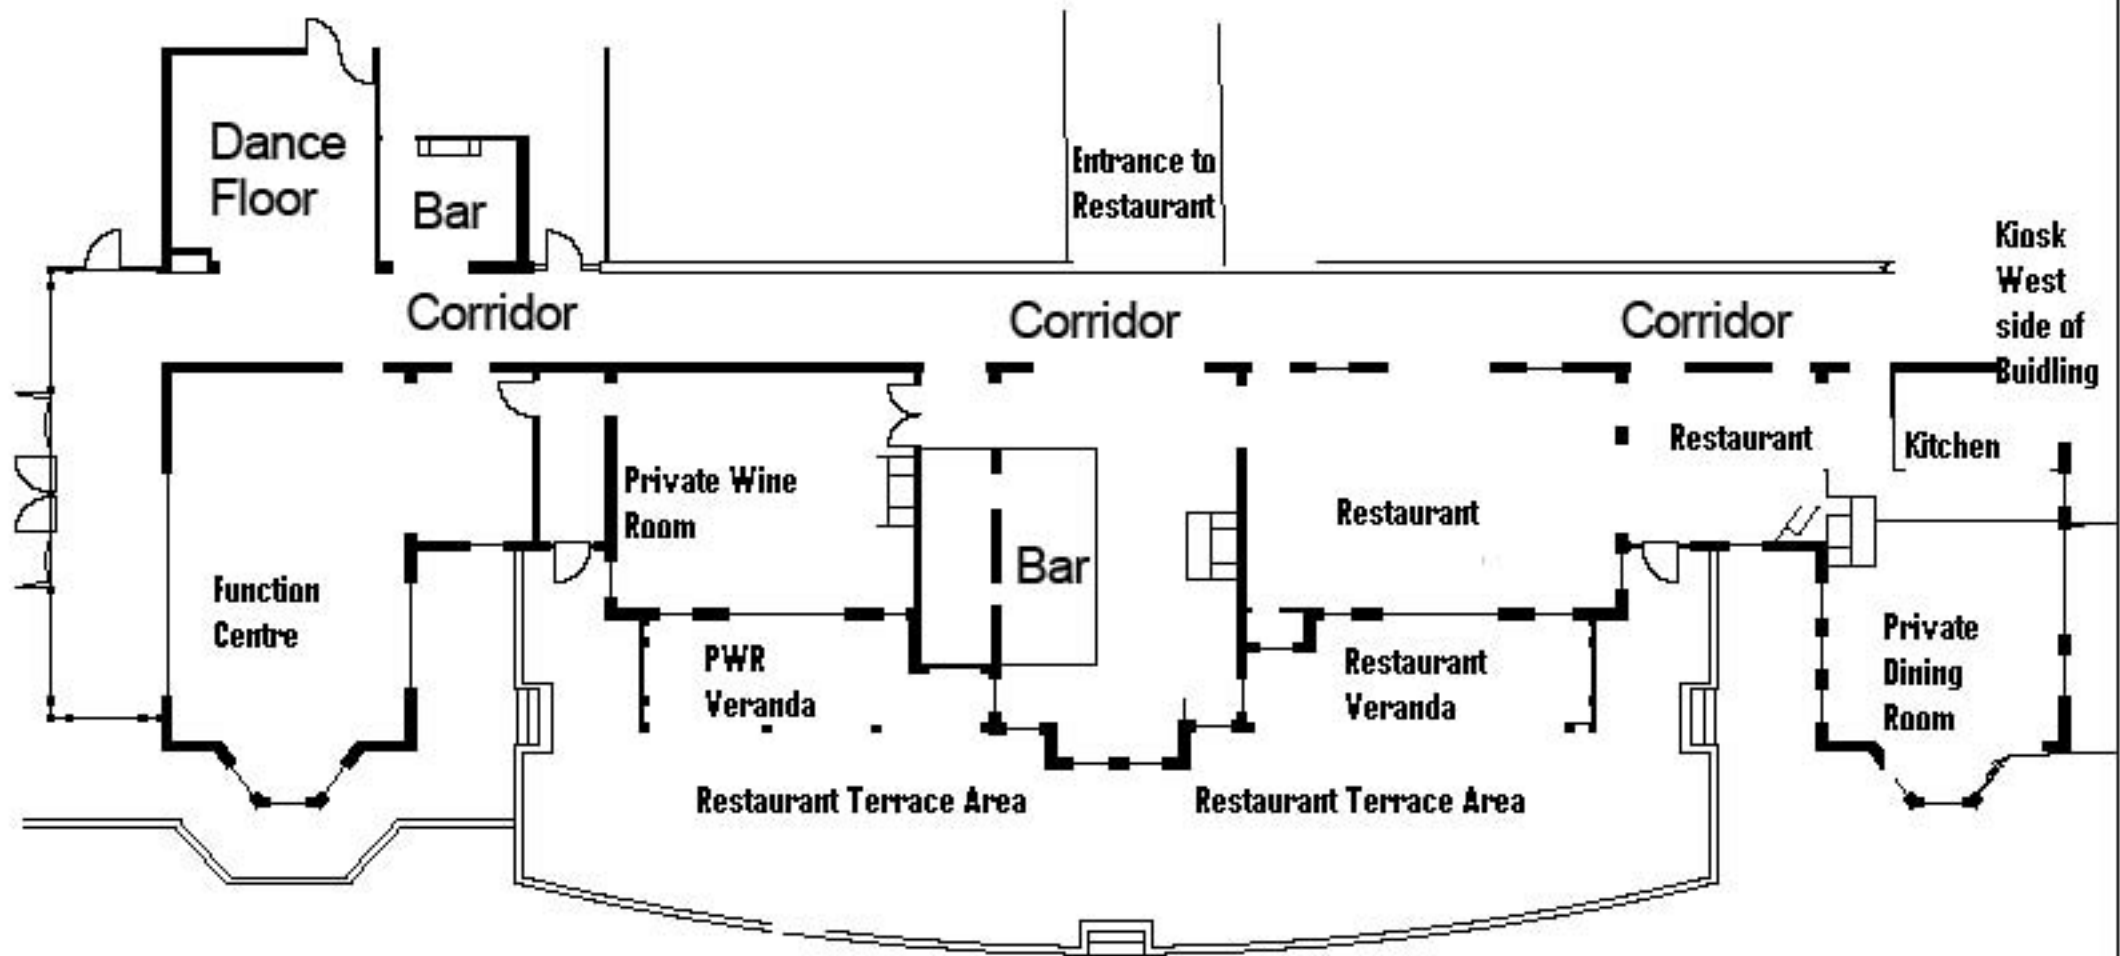 Dance
Floor
Bar
Entrance to
Restaurant
Kiosk
West
side of
Buidling
Corridor
Corridor
Corridor
Restaurant
Kitchen
Private Wine
Room
Restaurant
Bar
Function
Centre
PWR
Veranda
Restaurant
Veranda
Private
Dining
Room
Restaurant Terrace Area
Restaurant Terrace Area